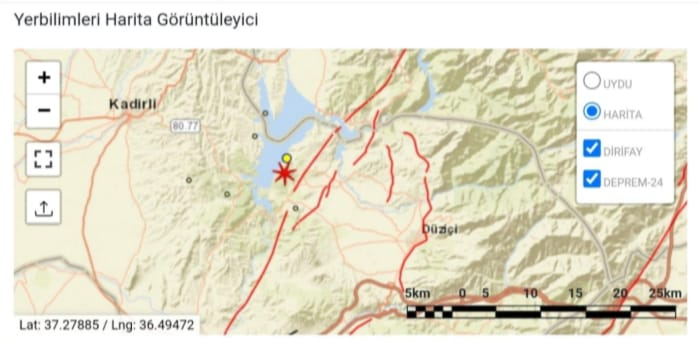 Yerbilimleri Harita Görüntüleyici
+
−
Kadirli
80.77
UYDU
HARİTA
DİRİFAY
DEPREM-24
Düziçi
5km 0 5 10 15 20 25km
Lat: 37.27885 / Lng: 36.49472